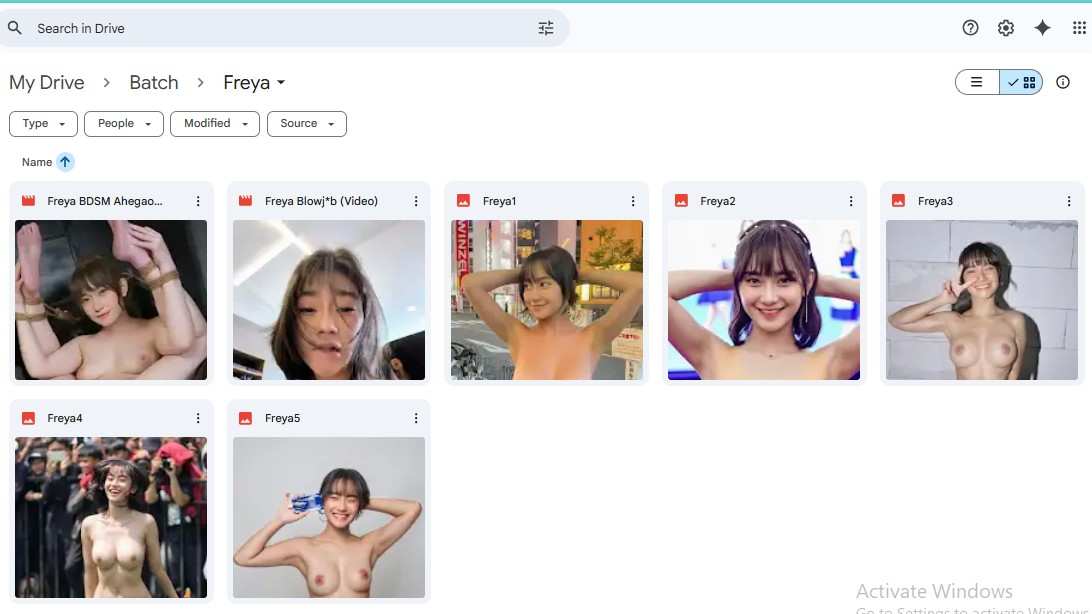 Search in Drive
My Drive > Batch > Freya
Type People Modified Source
Name
Freya BDSM Ahegao... Freya Blowj*b (Video) Freya1 Freya2 Freya3
Freya4 Freya5
Activate Windows
Go to Settings to activate Windows